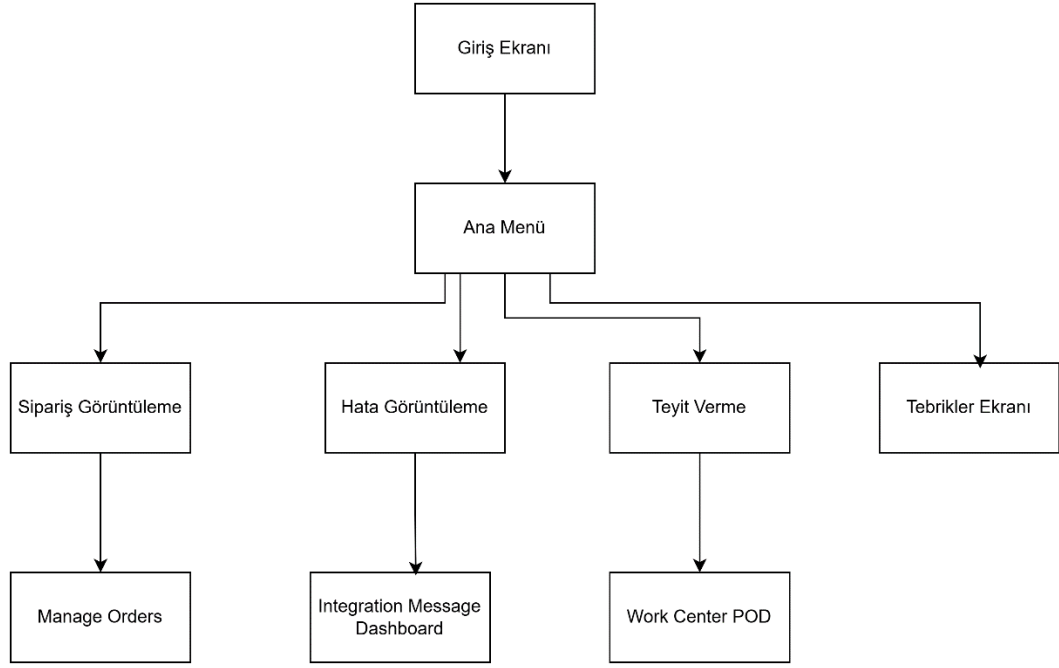 Giriş Ekranı
Ana Menü
Sipariş Görüntüleme
Hata Görüntüleme
Teyit Verme
Tebrikler Ekranı
Manage Orders
Integration Message
Dashboard
Work Center POD